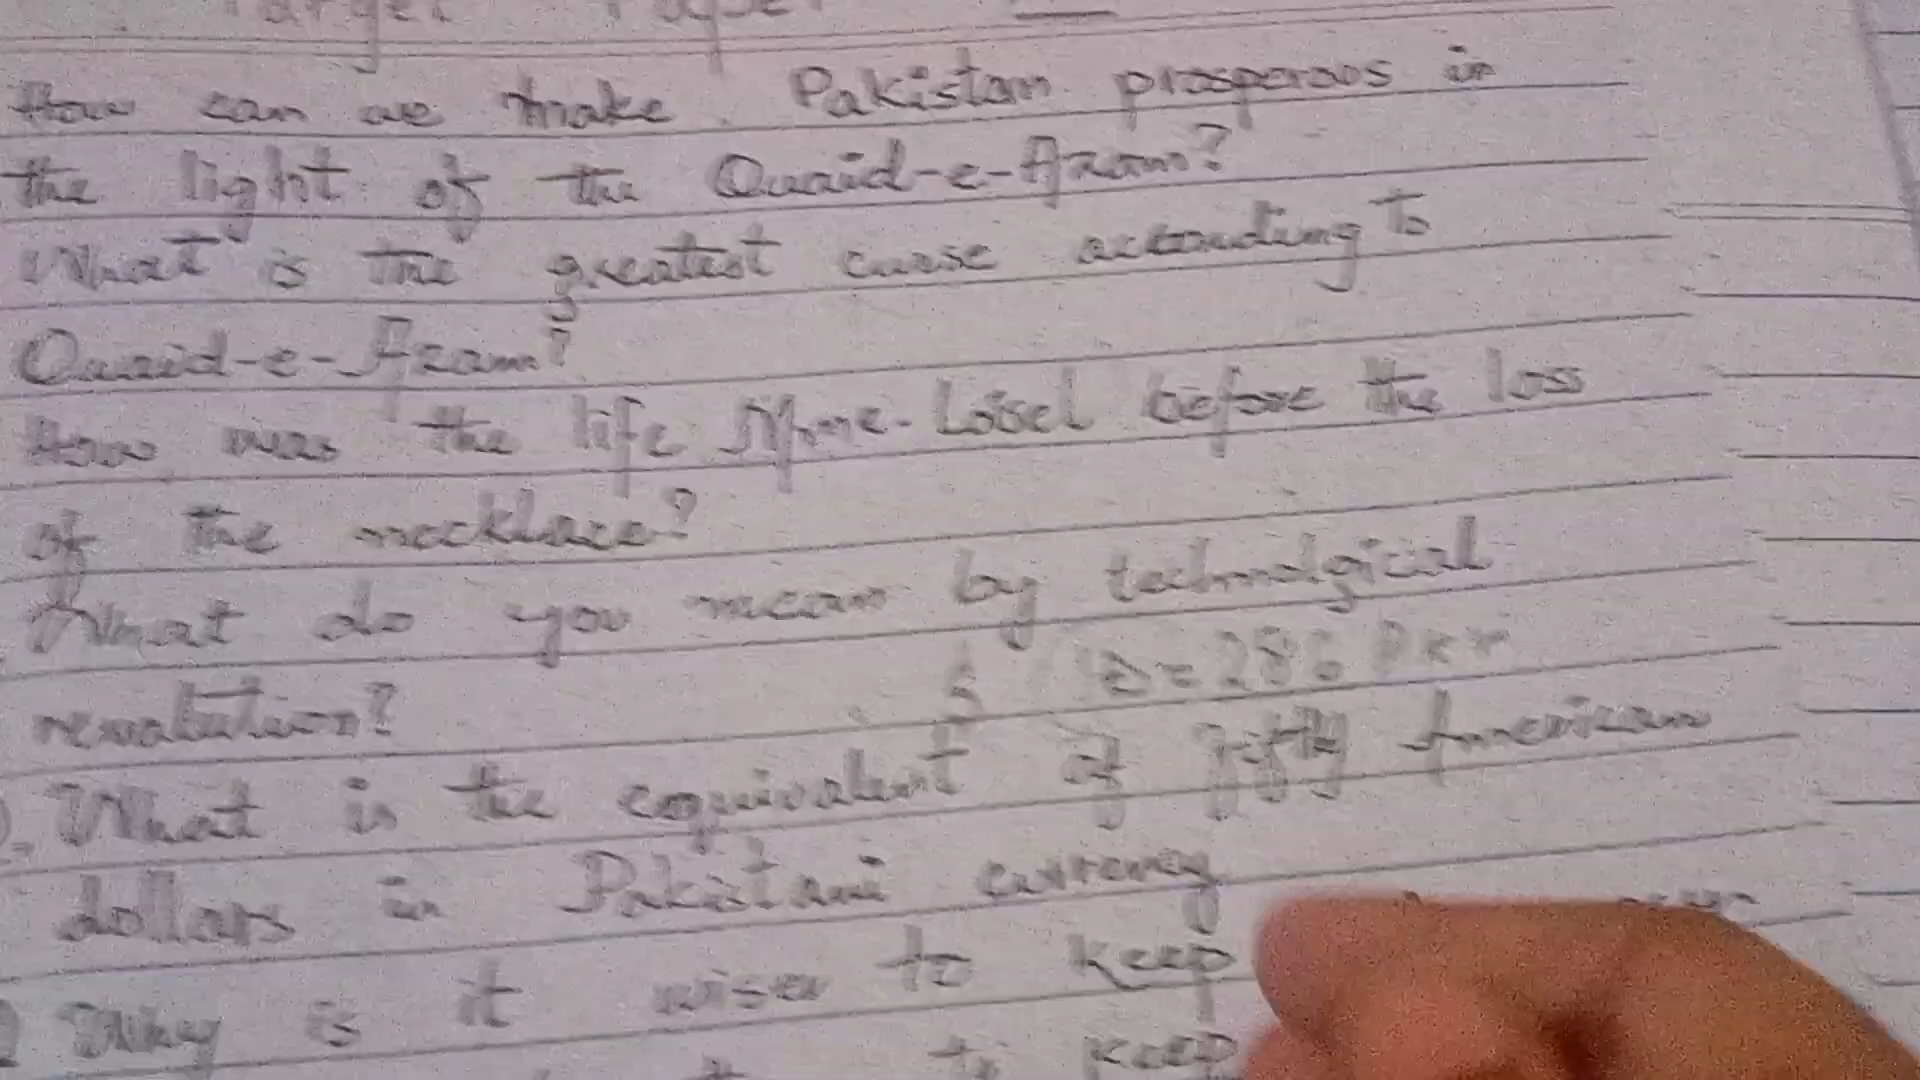 Target Paper
How can we make Pakistan prosperous in
the light of the Quaid-e-Azam?
What is the greatest curse according to
Quaid-e-Azam?
How was the life Mme. Loisel before the loss
of the necklace?
What do you mean by technolgical
revolution?
What is the equivalent of fifty American
dollars in Pakistani currency
Why is it wiser to keep
to keep